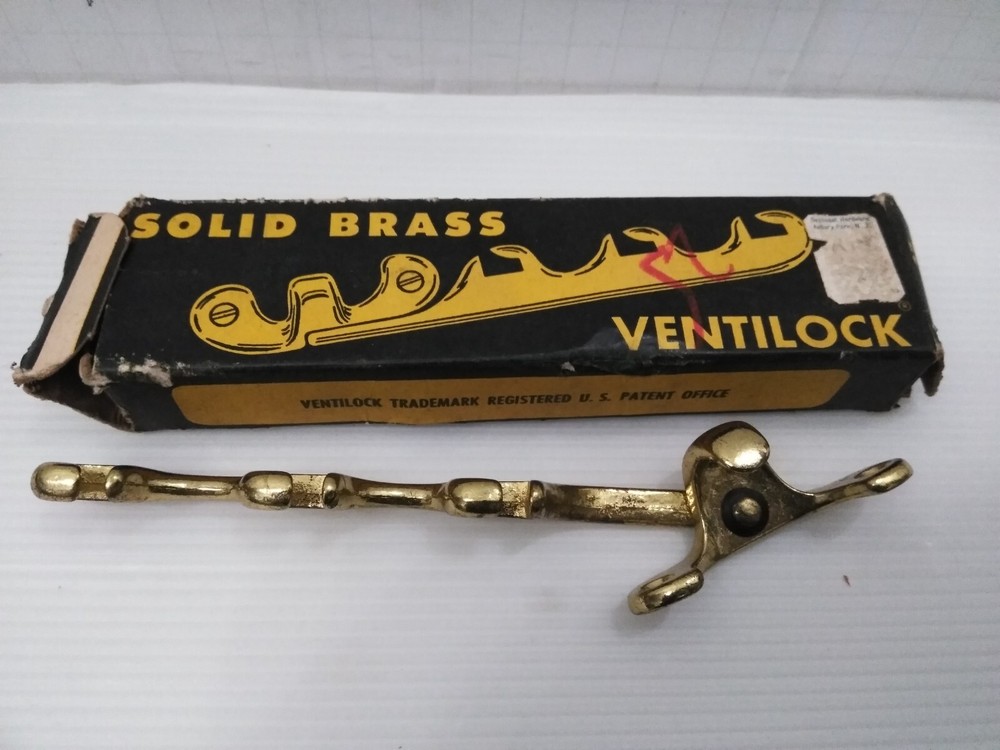 SOLID BRASS
VENTILOCK®
VENTILOCK TRADEMARK REGISTERED U. S. PATENT OFFICE